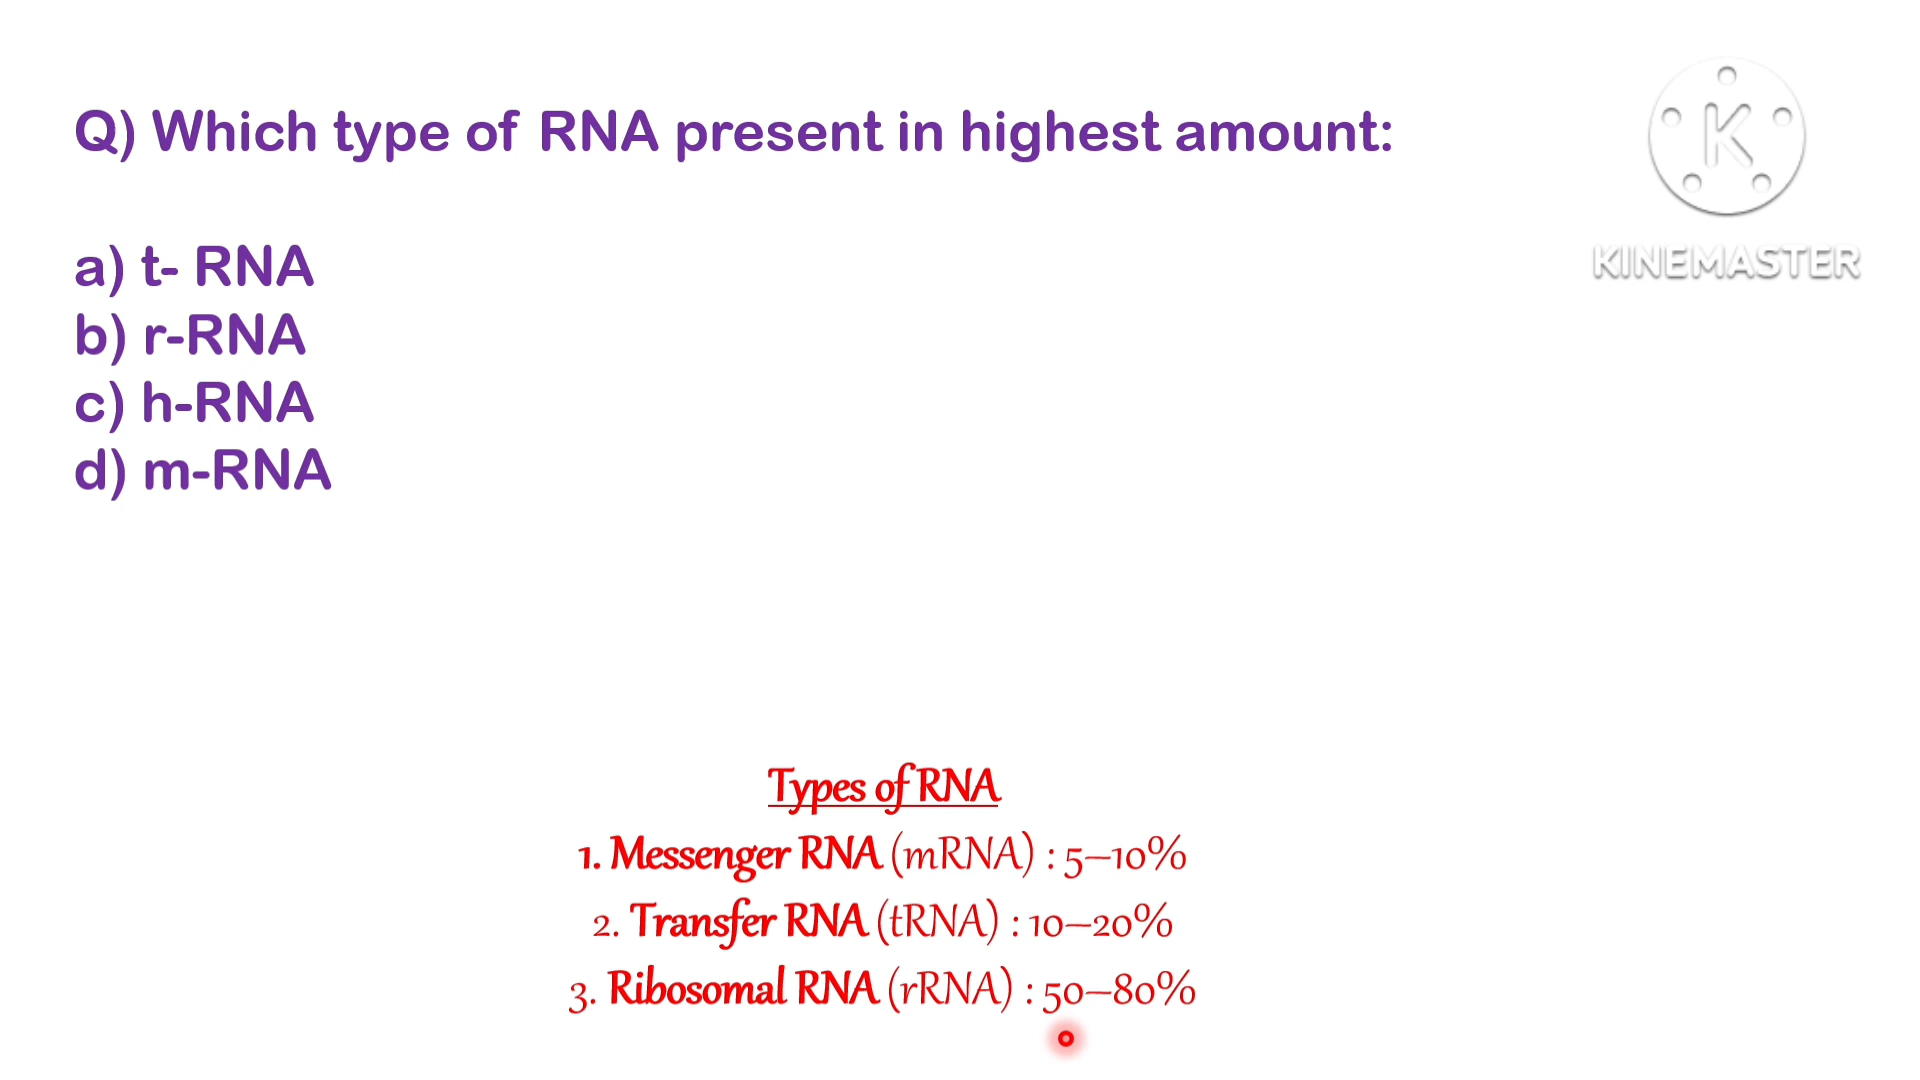 Q) Which type of RNA present in highest amount:
K
KINEMASTER
a) t- RNA
b) r-RNA
c) h-RNA
d) m-RNA
Types of RNA
1. Messenger RNA (mRNA) : 5–10%
2. Transfer RNA (tRNA) : 10–20%
3. Ribosomal RNA (rRNA) : 50–80%